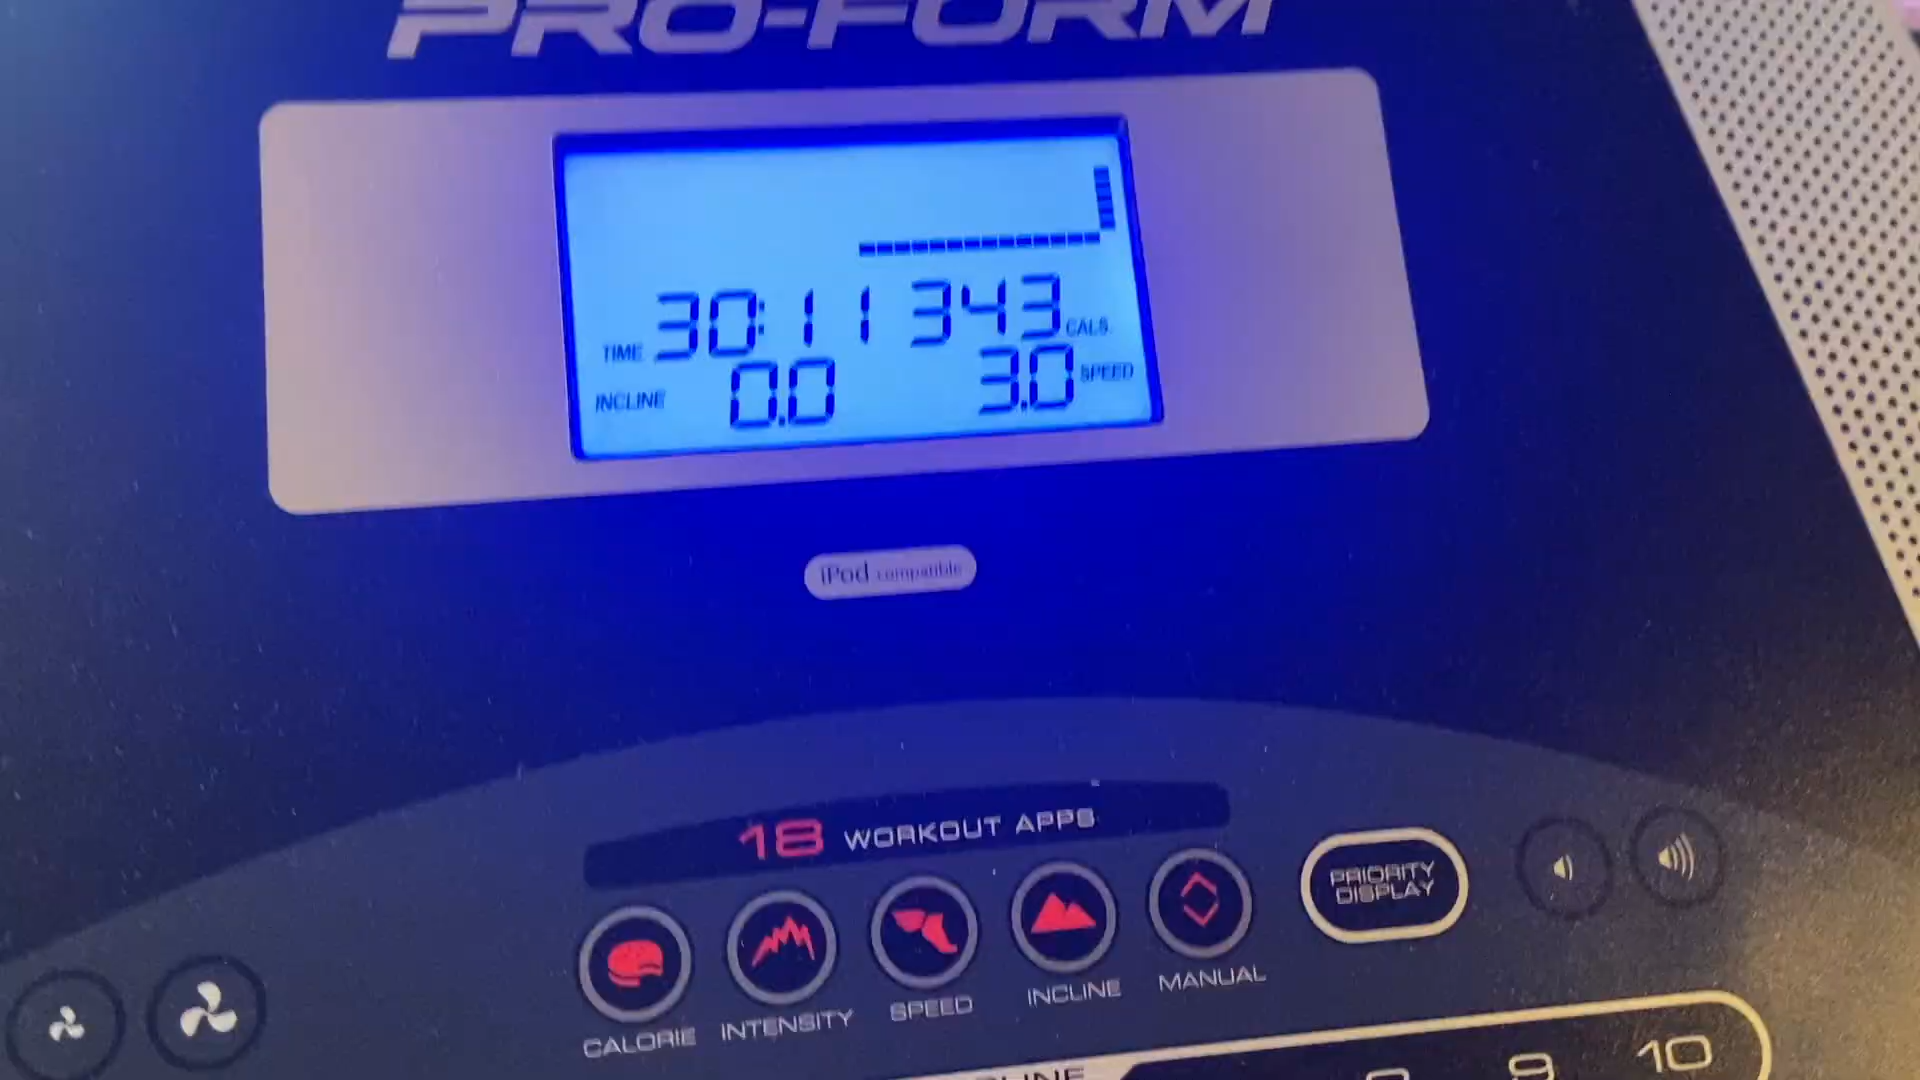 PRO-FORM
TIME 30:11 343 CALS.
INCLINE 0.0 3.0 SPEED
iPod compatible
18 WORKOUT APPS
CALORIE INTENSITY SPEED INCLINE MANUAL
PRIORITY
DISPLAY
9 10